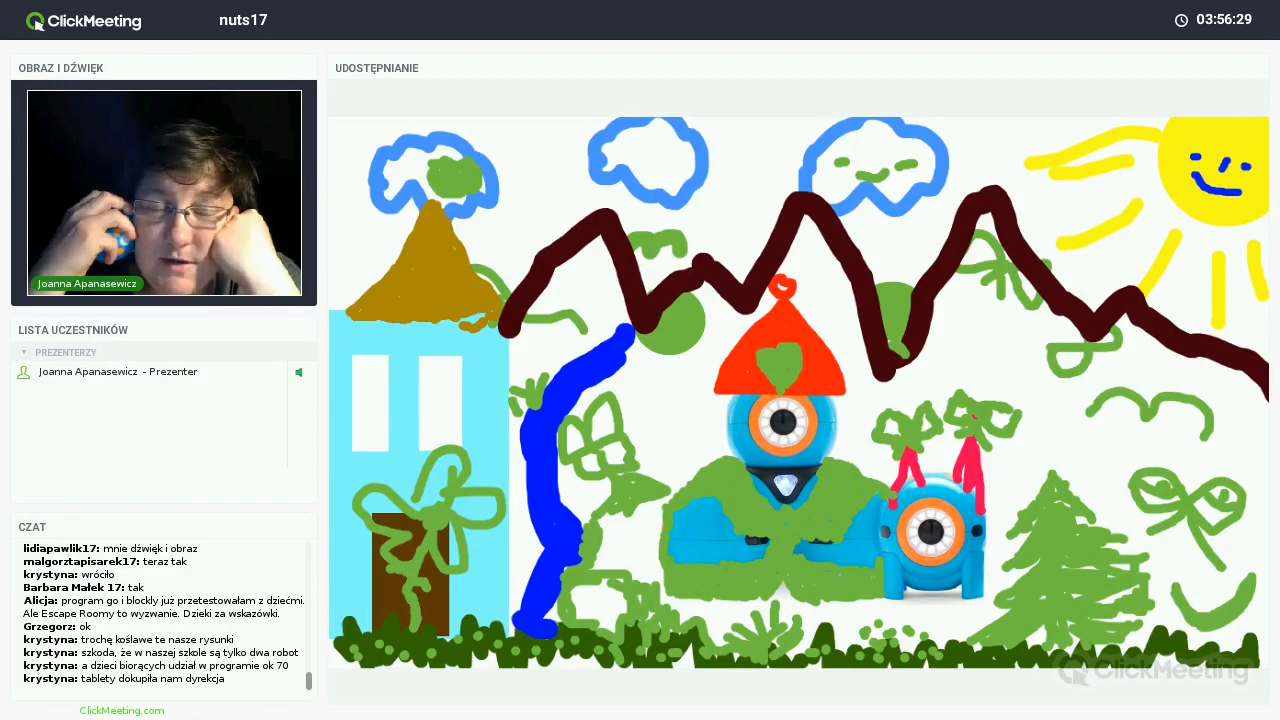 ClickMeeting
nuts17
03:56:29
OBRAZ I DŹWIĘK
UDOSTĘPNIANIE
Joanna Apanasewicz
LISTA UCZESTNIKÓW
PREZENTERZY
Joanna Apanasewicz - Prezenter
CZAT
lidiapawlik17: mnie dźwięk i obraz
malgorztapisarek17: teraz tak
krystyna: wróciło
Barbara Małek 17: tak
Alicja: program go i blockly już przetestowałam z dziećmi.
Ale Escape Roomy to wyzwanie. Dzieki za wskazówki.
Grzegorz: ok
krystyna: trochę koślawe te nasze rysunki
krystyna: szkoda, że w naszej szkole są tylko dwa robot
krystyna: a dzieci biorących udział w programie ok 70
krystyna: tablety dokupiła nam dyrekcja
ClickMeeting
ClickMeeting.com